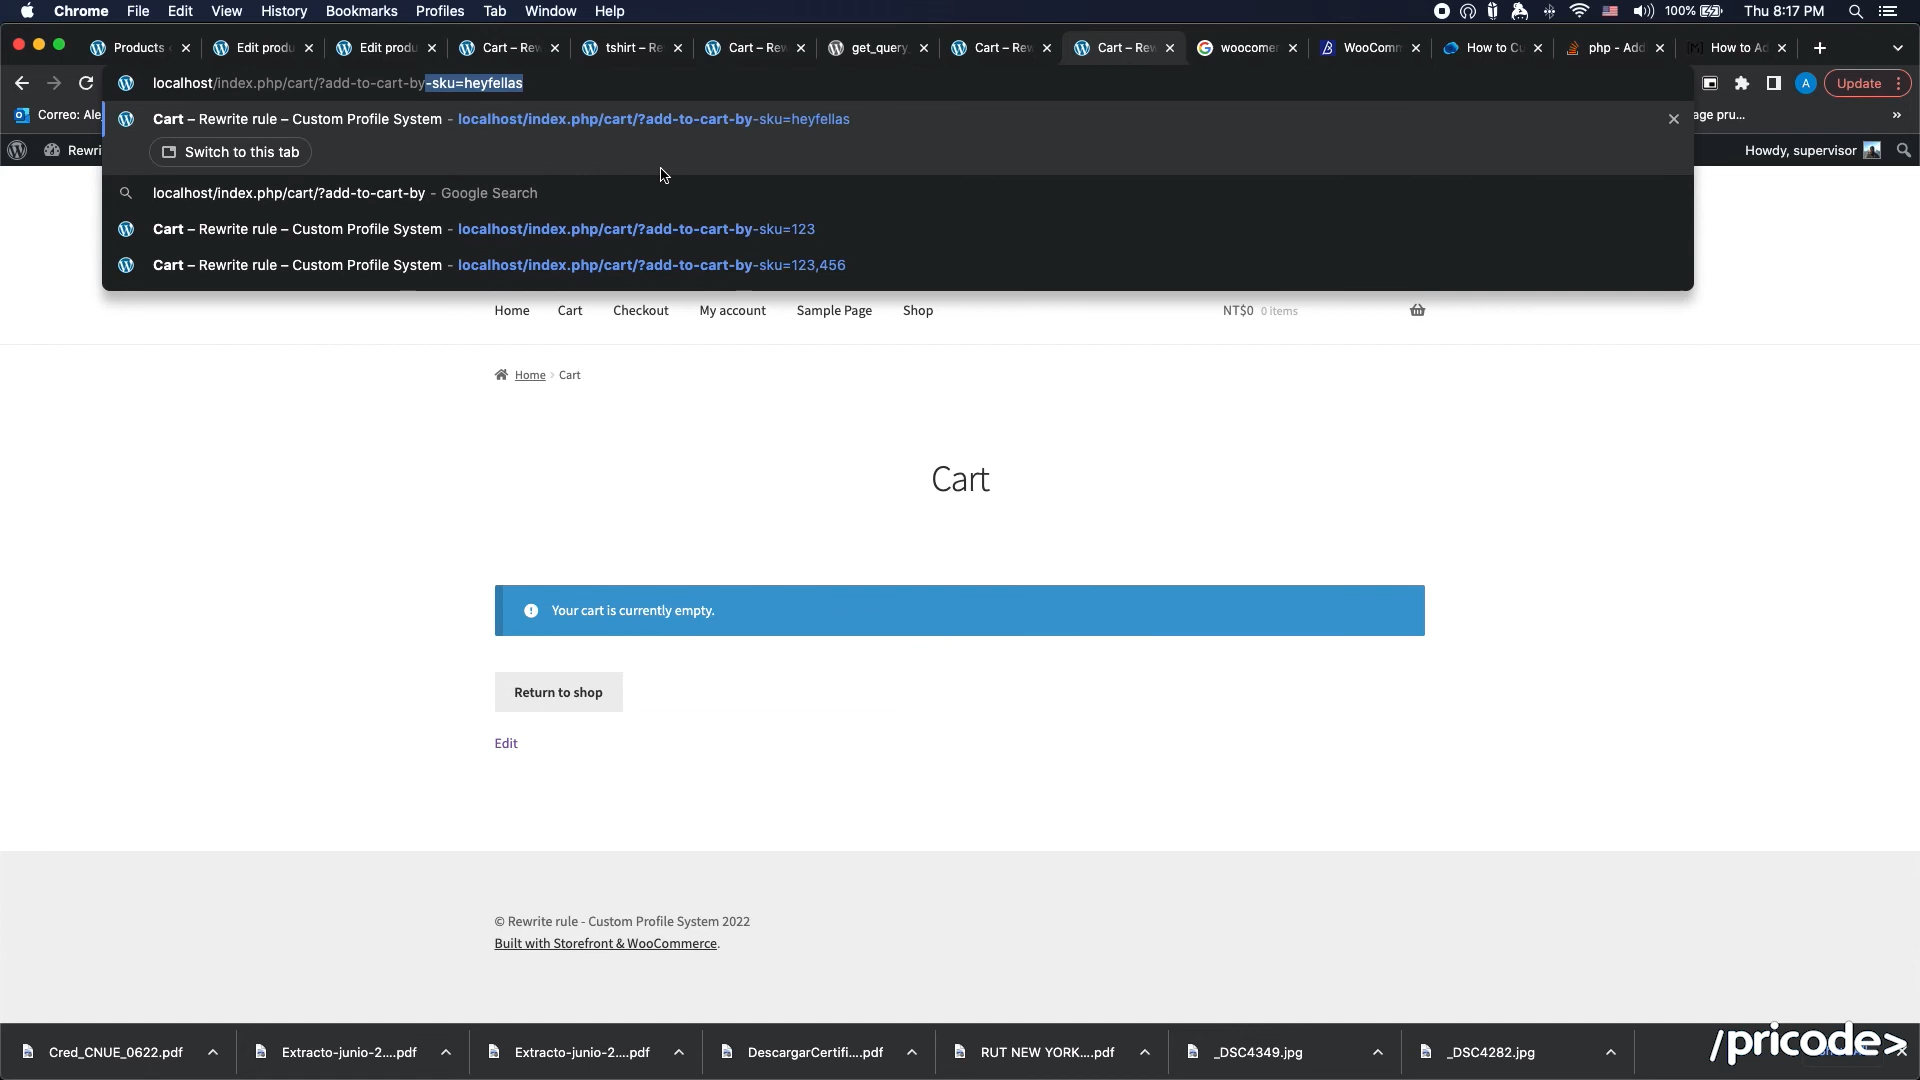 Chrome File Edit View History Bookmarks Profiles Tab Window Help 100% Thu 8:17 PM
Products Edit produ Edit produ Cart – Rew tshirt – Re Cart – Rew get_query Cart – Rew Cart – Rew woocomer WooComm How to Cu php - Add How to Ad
localhost/index.php/cart/?add-to-cart-by-sku=heyfellas A Update
Correo: Ale age pru... »
Cart – Rewrite rule – Custom Profile System - localhost/index.php/cart/?add-to-cart-by-sku=heyfellas
Rewri Switch to this tab Howdy, supervisor
localhost/index.php/cart/?add-to-cart-by - Google Search
Cart – Rewrite rule – Custom Profile System - localhost/index.php/cart/?add-to-cart-by-sku=123
Cart – Rewrite rule – Custom Profile System - localhost/index.php/cart/?add-to-cart-by-sku=123,456
Home Cart Checkout My account Sample Page Shop NT$0 0 items
Home › Cart
Cart
Your cart is currently empty.
Return to shop
Edit
© Rewrite rule - Custom Profile System 2022
Built with Storefront & WooCommerce.
Cred_CNUE_0622.pdf Extracto-junio-2....pdf Extracto-junio-2....pdf DescargarCertifi....pdf RUT NEW YORK....pdf _DSC4349.jpg _DSC4282.jpg /pricode>